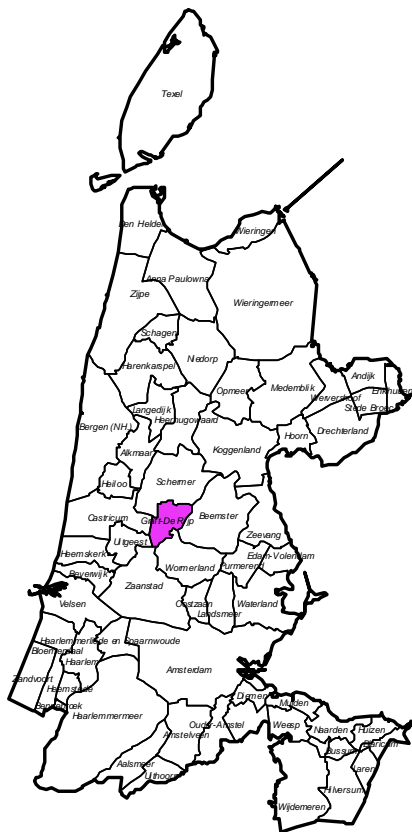 Texel
Den Helder
Wieringen
Anna Paulowna
Zijpe
Wieringermeer
Schagen
Niedorp
Harenkaspel
Andijk
Opmeer
Medemblik
Enkhuizen
Wervershoof
Stede Broec
Langedijk
Heerhugowaard
Bergen (NH.)
Drechterland
Hoorn
Koggenland
Alkmaar
Heiloo
Schermer
Castricum
Graft-De Rijp
Beemster
Zeevang
Uitgeest
Heemskerk
Edam-Volendam
Wormerland
Purmerend
Beverwijk
Zaanstad
Velsen
Oostzaan
Waterland
Landsmeer
Haarlemmerliede en Spaarnwoude
Bloemendaal
Haarlem
Amsterdam
Zandvoort
Heemstede
Diemen
Muiden
Bennebroek
Haarlemmermeer
Ouder-Amstel
Weesp
Naarden
Huizen
Amstelveen
Blaricum
Bussum
Aalsmeer
Laren
Uithoorn
Hilversum
Wijdemeren